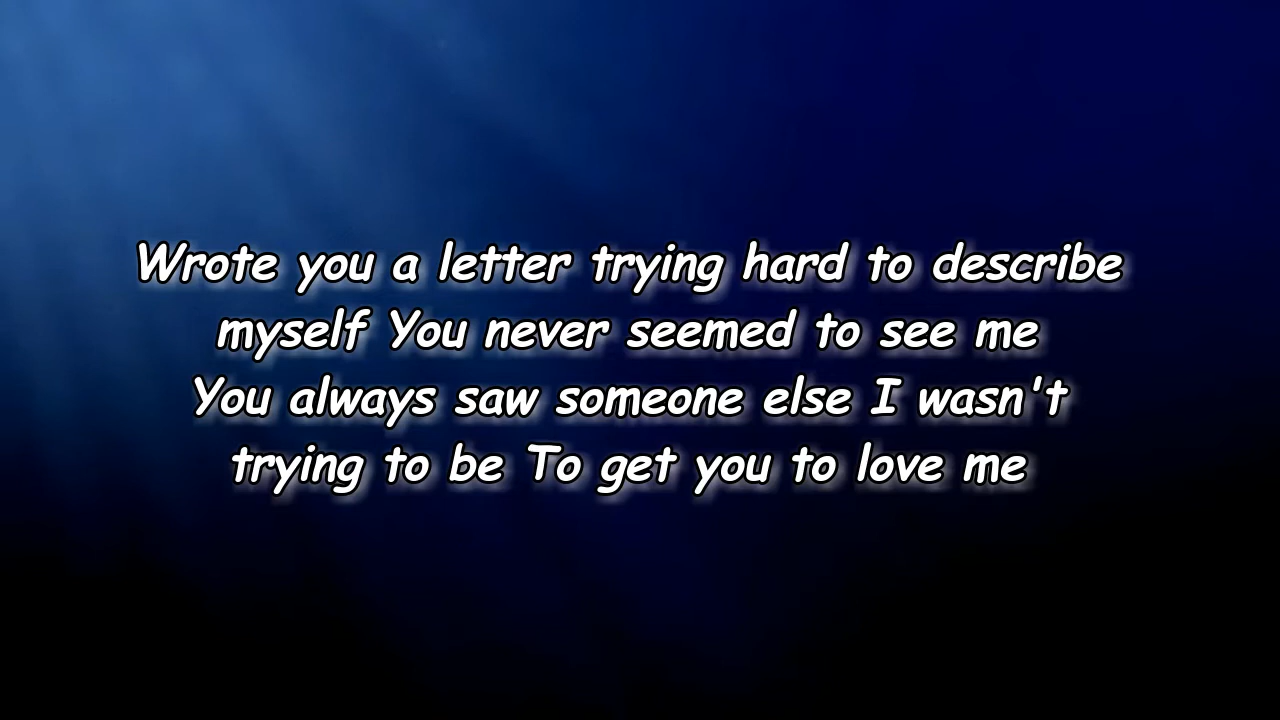 Wrote you a letter trying hard to describe
myself You never seemed to see me
You always saw someone else I wasn't
trying to be To get you to love me